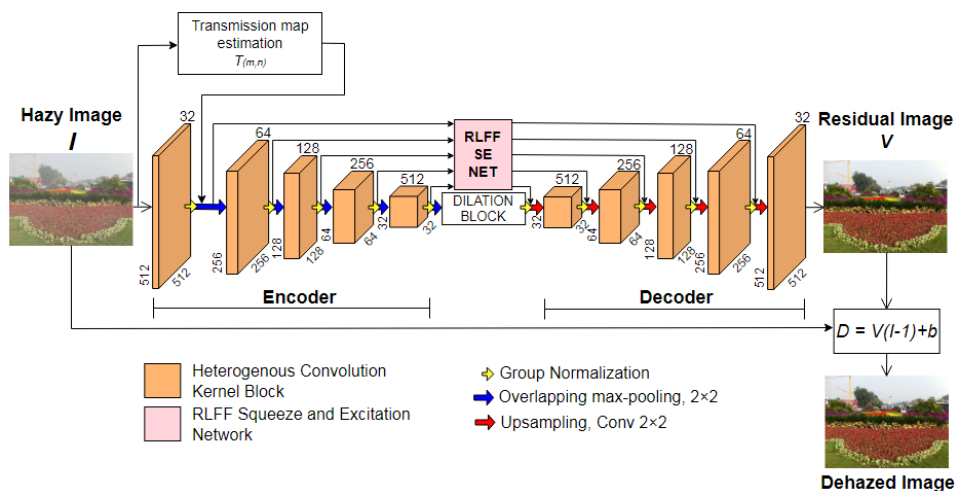 Transmission map
estimation
T(m,n)
Hazy Image
I
32
64
128
256
512
RLFF
SE
NET
DILATION
BLOCK
512
256
128
64
32
Residual Image
V
512
512
256
256
128
128
64
64
32
32
32
32
64
64
128
128
256
256
512
512
Encoder
Decoder
D = V(I-1)+b
Heterogenous Convolution
Kernel Block
RLFF Squeeze and Excitation
Network
Group Normalization
Overlapping max-pooling, 2×2
Upsampling, Conv 2×2
Dehazed Image